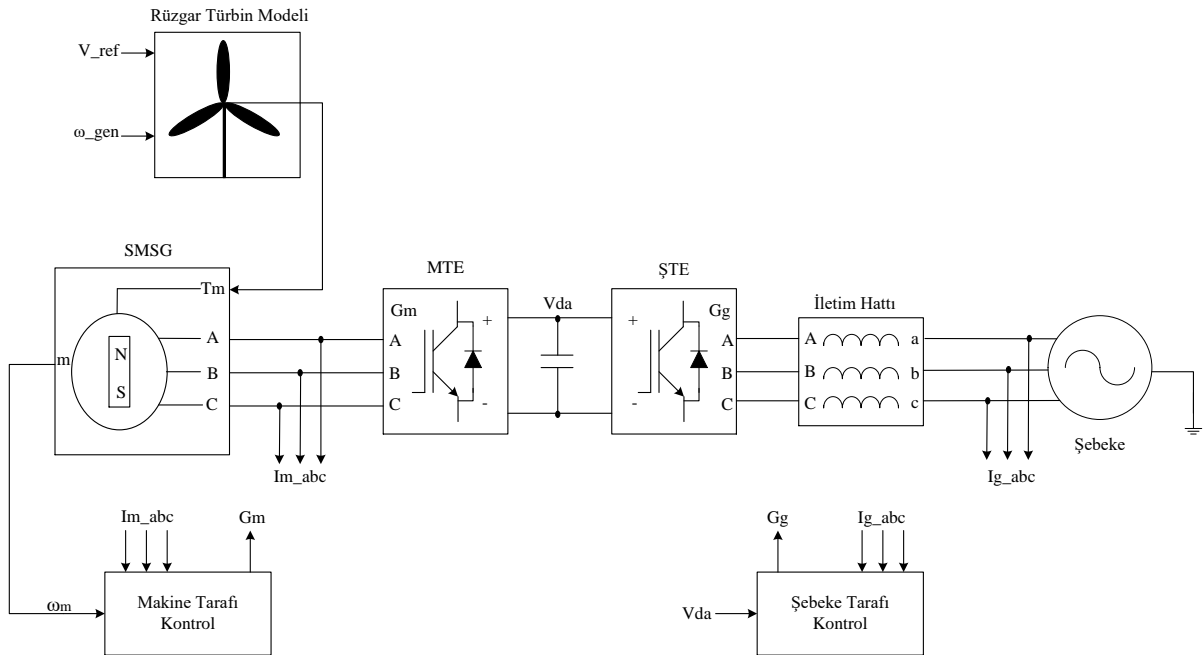 Rüzgar Türbin Modeli
V_ref
ω_gen
SMSG
Tm
A
B
C
m
N
S
MTE
Gm
A
B
C
+
-
Vda
ŞTE
Gg
+
-
A
B
C
İletim Hattı
A a
B b
C c
Şebeke
Im_abc
Ig_abc
Im_abc
Gm
ωm
Makine Tarafı
Kontrol
Gg
Ig_abc
Vda
Şebeke Tarafı
Kontrol